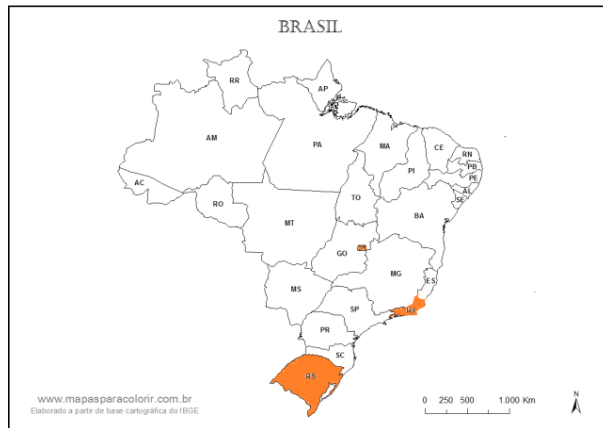 BRASIL
RR
AP
AM
PA
MA
CE
RN
PB
PE
AL
SE
PI
AC
RO
TO
BA
MT
GO
DF
MG
ES
MS
SP
RJ
PR
SC
RS
www.mapasparacolorir.com.br
Elaborado a partir de base cartográfica do IBGE
0 250 500 1.000 Km
N